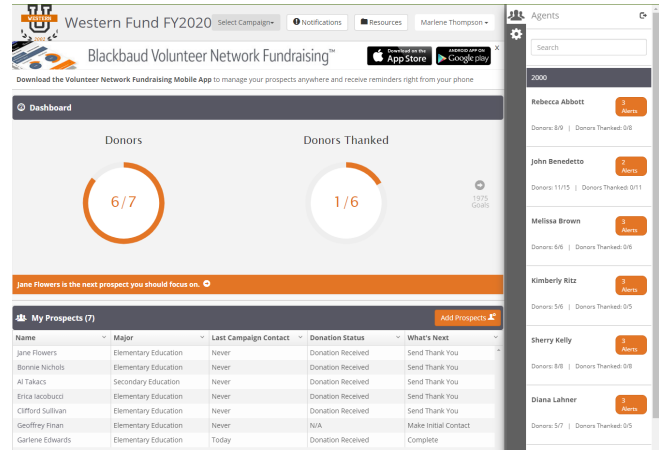 WESTERN
U
2002
Western Fund FY2020
Select Campaign
Notifications
Resources
Marlene Thompson
Blackbaud Volunteer Network Fundraising™
Download on the
App Store
ANDROID APP ON
Google play
x
Download the Volunteer Network Fundraising Mobile App to manage your prospects anywhere and receive reminders right from your phone
Dashboard
Donors
Donors Thanked
6/7
1/6
1975
Goals
Jane Flowers is the next prospect you should focus on.
My Prospects (7)
Add Prospects
Name Major Last Campaign Contact Donation Status What's Next
Jane Flowers Elementary Education Never Donation Received Send Thank You
Bonnie Nichols Elementary Education Never Donation Received Send Thank You
Al Takacs Secondary Education Never Donation Received Send Thank You
Erica Iacobucci Elementary Education Never Donation Received Send Thank You
Clifford Sullivan Elementary Education Never Donation Received Send Thank You
Geoffrey Finan Elementary Education Never N/A Make Initial Contact
Garlene Edwards Elementary Education Today Donation Received Complete
Agents
Search
2000
Rebecca Abbott
3
Alerts
Donors: 8/9 | Donors Thanked: 0/8
John Benedetto
2
Alerts
Donors: 11/15 | Donors Thanked: 0/11
Melissa Brown
3
Alerts
Donors: 6/6 | Donors Thanked: 0/6
Kimberly Ritz
3
Alerts
Donors: 5/6 | Donors Thanked: 0/5
Sherry Kelly
3
Alerts
Donors: 8/8 | Donors Thanked: 0/8
Diana Lahner
3
Alerts
Donors: 5/7 | Donors Thanked: 0/5